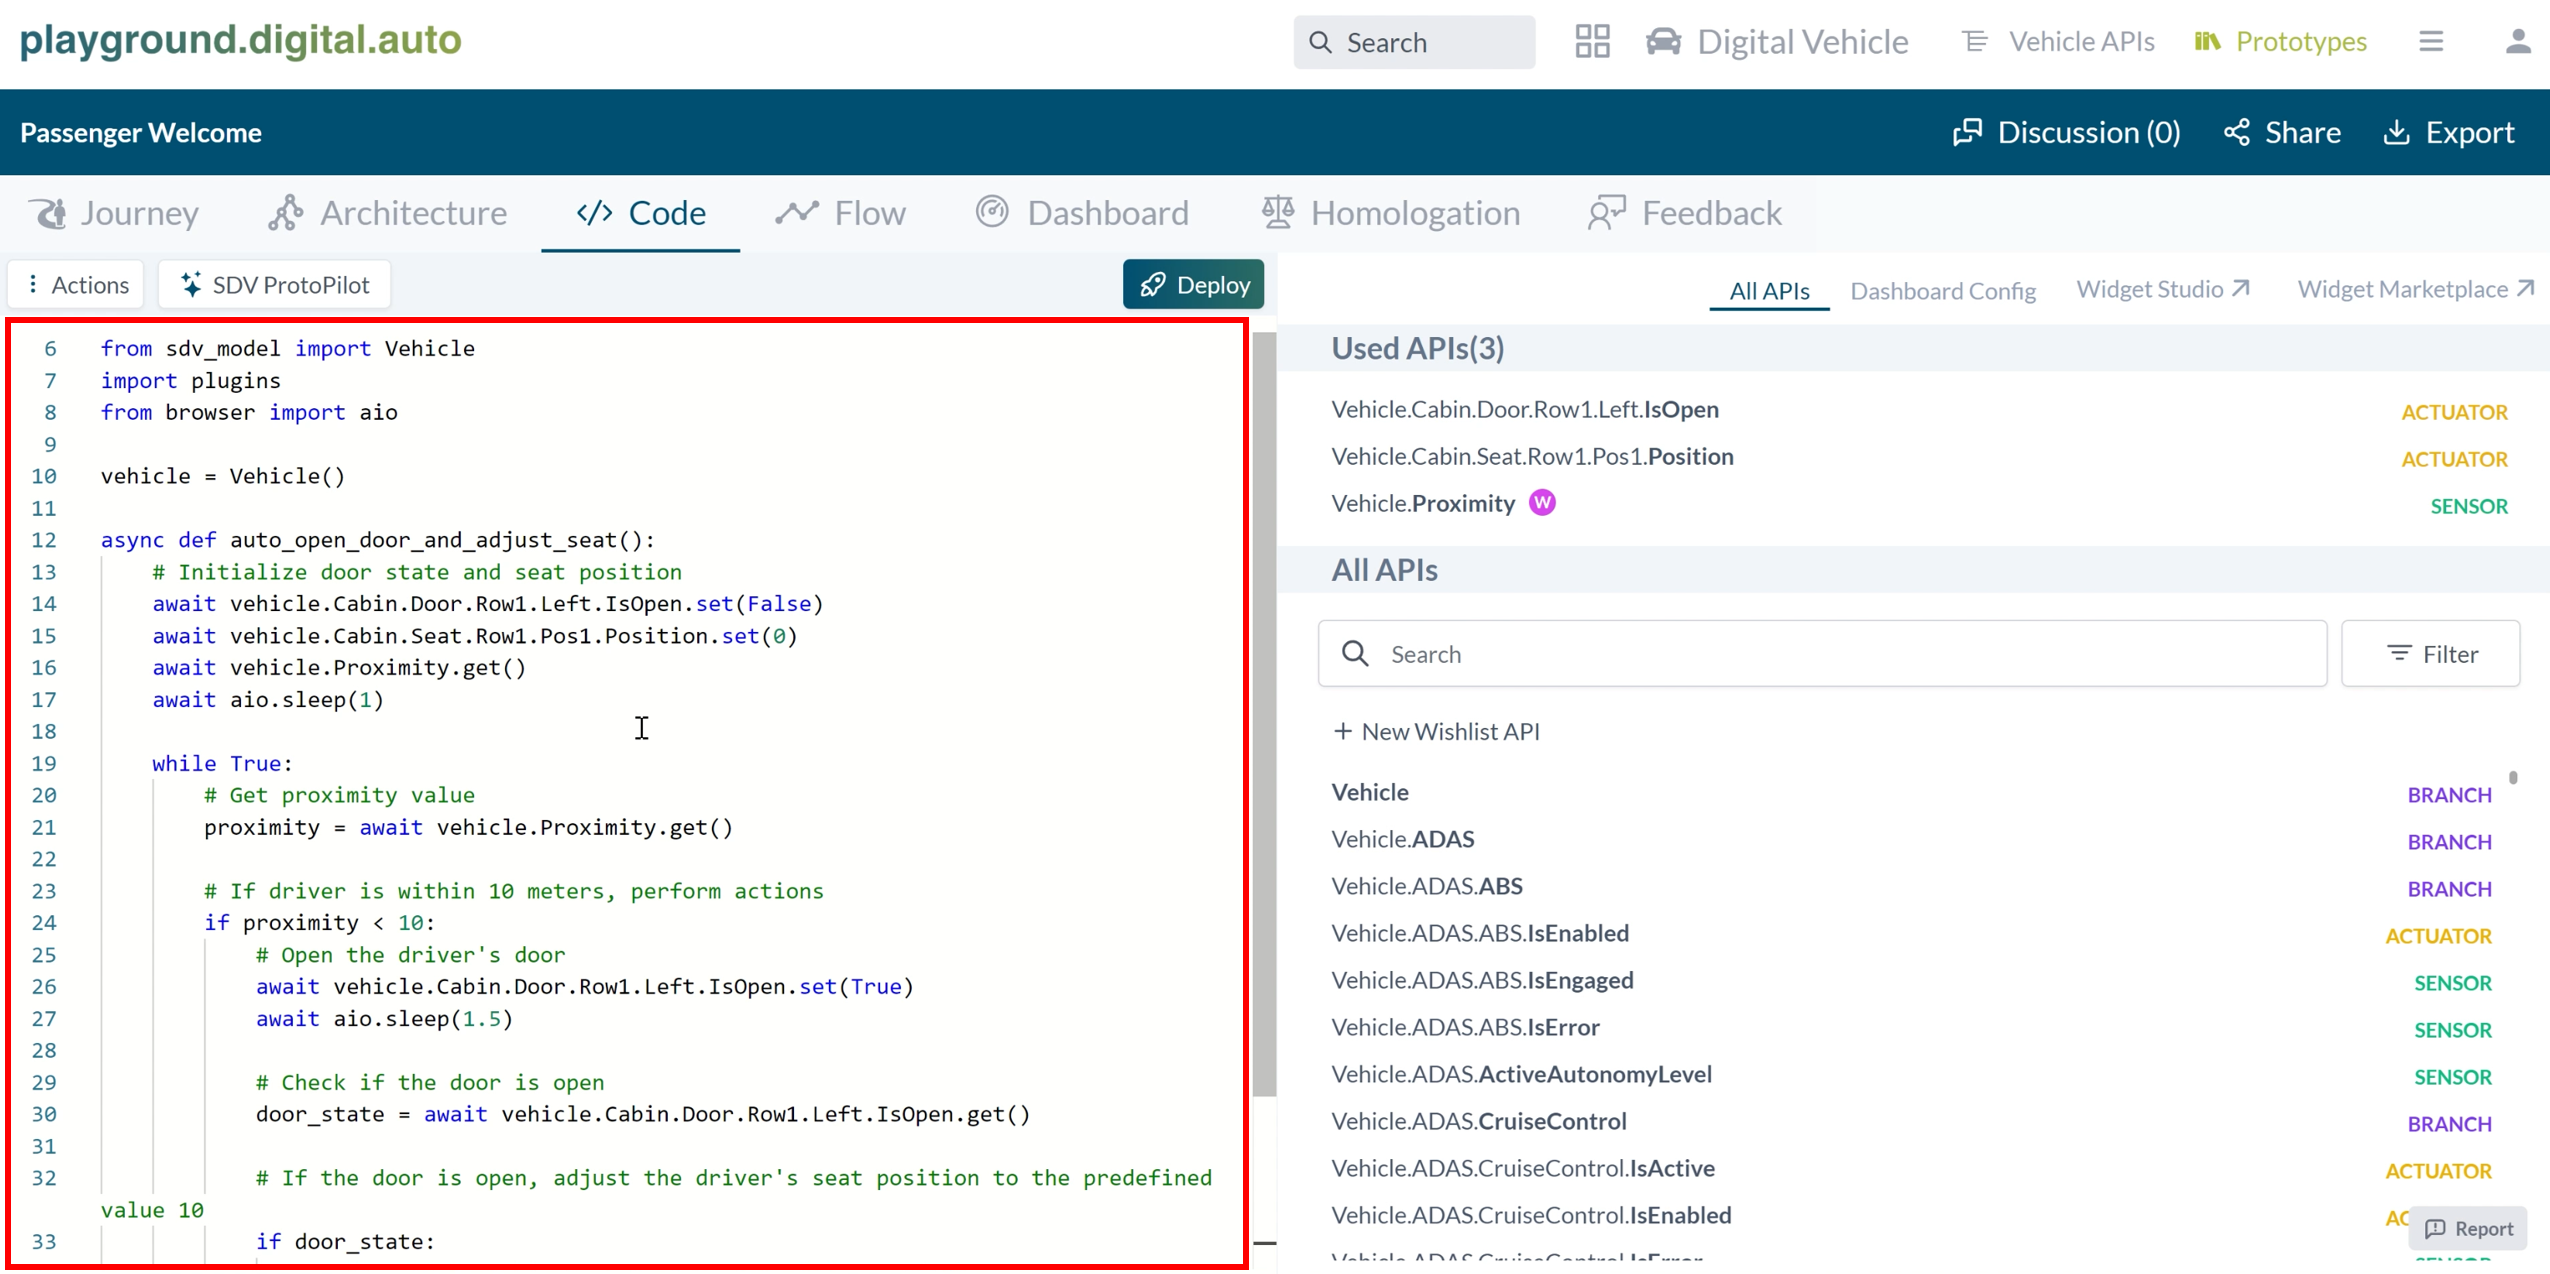 playground.digital.auto
Search
Digital Vehicle
Vehicle APIs
Prototypes
Passenger Welcome
Discussion (0)
Share
Export
Journey
Architecture
</> Code
Flow
Dashboard
Homologation
Feedback
Actions
SDV ProtoPilot
Deploy
All APIs
Dashboard Config
Widget Studio
Widget Marketplace
6 from sdv_model import Vehicle
7 import plugins
8 from browser import aio
9
10 vehicle = Vehicle()
11
12 async def auto_open_door_and_adjust_seat():
13 # Initialize door state and seat position
14 await vehicle.Cabin.Door.Row1.Left.IsOpen.set(False)
15 await vehicle.Cabin.Seat.Row1.Pos1.Position.set(0)
16 await vehicle.Proximity.get()
17 await aio.sleep(1)
18
19 while True:
20 # Get proximity value
21 proximity = await vehicle.Proximity.get()
22
23 # If driver is within 10 meters, perform actions
24 if proximity < 10:
25 # Open the driver's door
26 await vehicle.Cabin.Door.Row1.Left.IsOpen.set(True)
27 await aio.sleep(1.5)
28
29 # Check if the door is open
30 door_state = await vehicle.Cabin.Door.Row1.Left.IsOpen.get()
31
32 # If the door is open, adjust the driver's seat position to the predefined
value 10
33 if door_state:
Used APIs(3)
Vehicle.Cabin.Door.Row1.Left.IsOpen ACTUATOR
Vehicle.Cabin.Seat.Row1.Pos1.Position ACTUATOR
Vehicle.Proximity W SENSOR
All APIs
Search
Filter
+ New Wishlist API
Vehicle BRANCH
Vehicle.ADAS BRANCH
Vehicle.ADAS.ABS BRANCH
Vehicle.ADAS.ABS.IsEnabled ACTUATOR
Vehicle.ADAS.ABS.IsEngaged SENSOR
Vehicle.ADAS.ABS.IsError SENSOR
Vehicle.ADAS.ActiveAutonomyLevel SENSOR
Vehicle.ADAS.CruiseControl BRANCH
Vehicle.ADAS.CruiseControl.IsActive ACTUATOR
Vehicle.ADAS.CruiseControl.IsEnabled AC
Report
Vehicle.ADAS.CruiseControl.IsError SENSOR